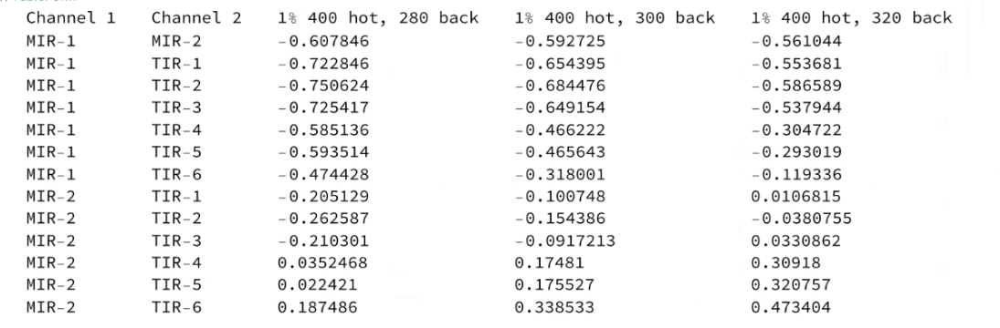 Channel 1 Channel 2 1% 400 hot, 280 back 1% 400 hot, 300 back 1% 400 hot, 320 back
MIR-1 MIR-2 -0.607846 -0.592725 -0.561044
MIR-1 TIR-1 -0.722846 -0.654395 -0.553681
MIR-1 TIR-2 -0.750624 -0.684476 -0.586589
MIR-1 TIR-3 -0.725417 -0.649154 -0.537944
MIR-1 TIR-4 -0.585136 -0.466222 -0.304722
MIR-1 TIR-5 -0.593514 -0.465643 -0.293019
MIR-1 TIR-6 -0.474428 -0.318001 -0.119336
MIR-2 TIR-1 -0.205129 -0.100748 0.0106815
MIR-2 TIR-2 -0.262587 -0.154386 -0.0380755
MIR-2 TIR-3 -0.210301 -0.0917213 0.0330862
MIR-2 TIR-4 0.0352468 0.17481 0.30918
MIR-2 TIR-5 0.022421 0.175527 0.320757
MIR-2 TIR-6 0.187486 0.338533 0.473404